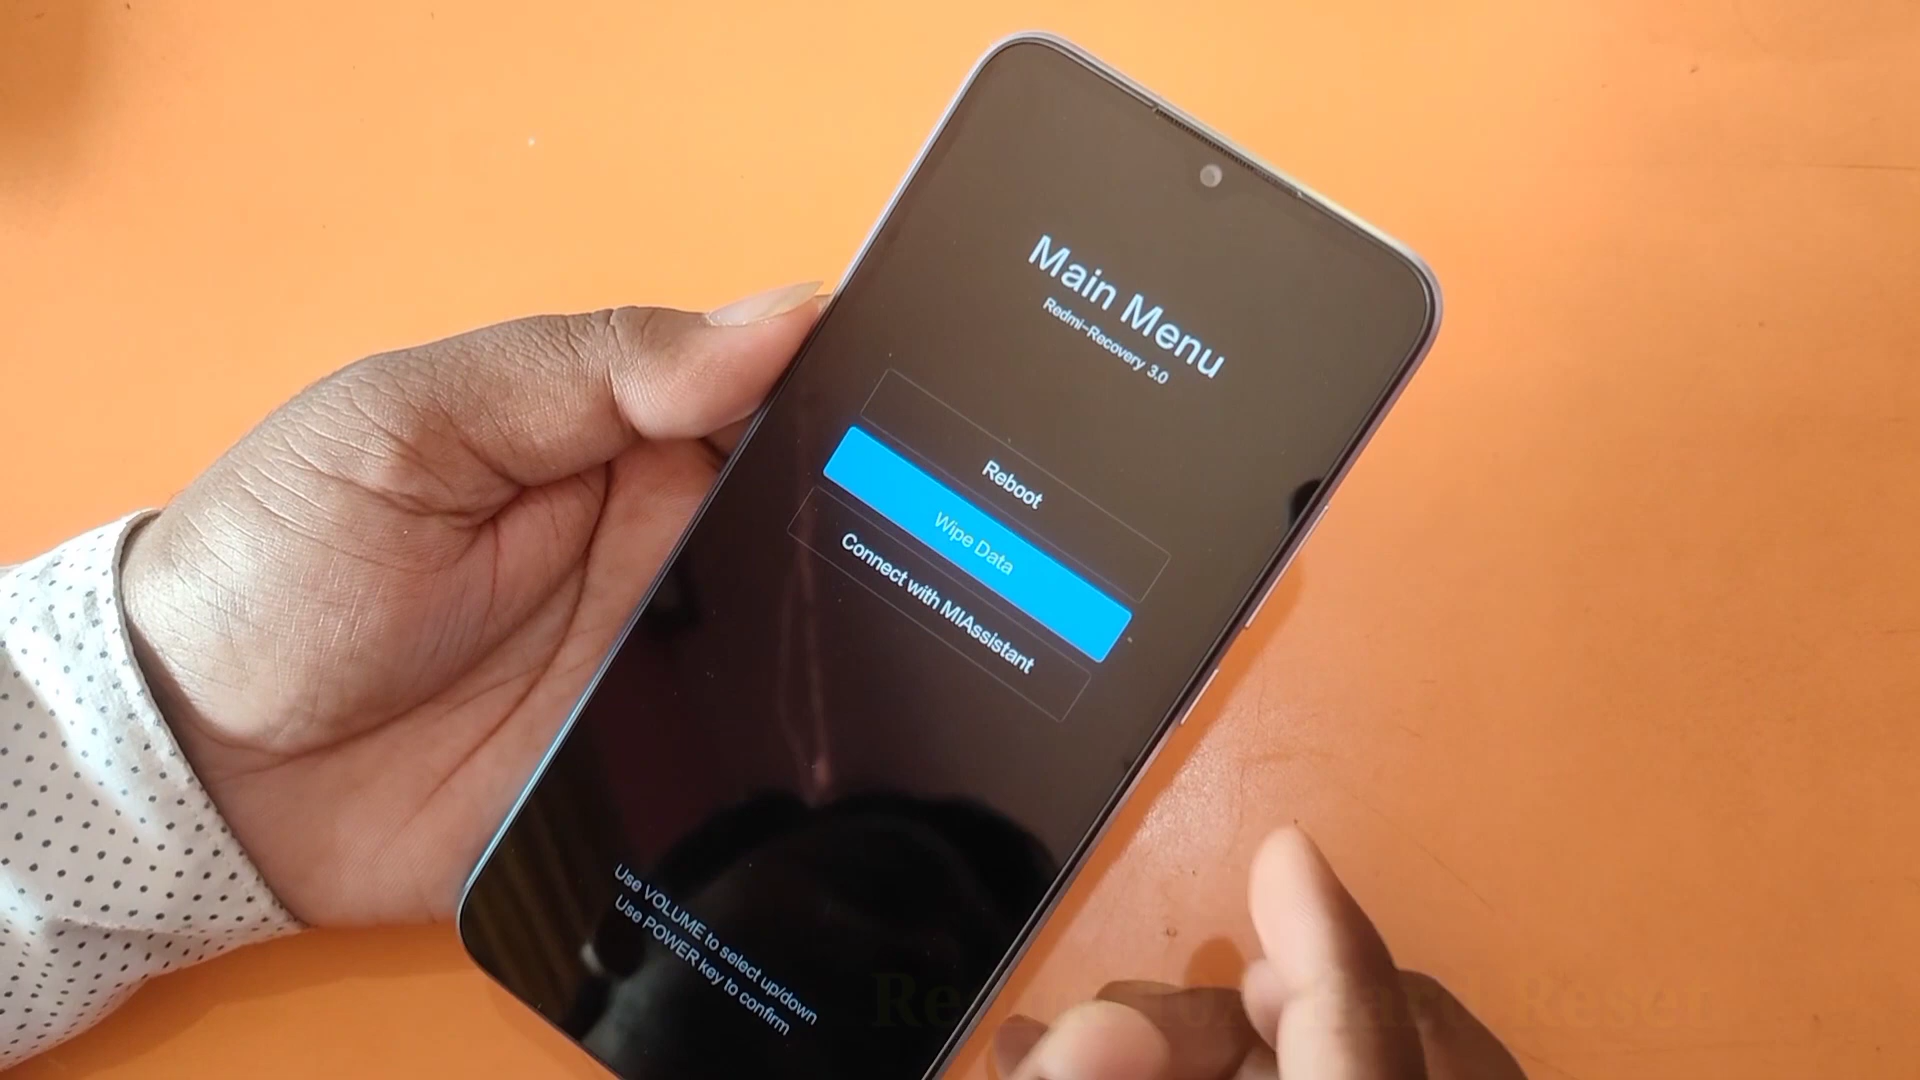 Main Menu
Redmi-Recovery 3.0
Reboot
Wipe Data
Connect with MIAssistant
Use VOLUME to select up/down
Use POWER key to confirm